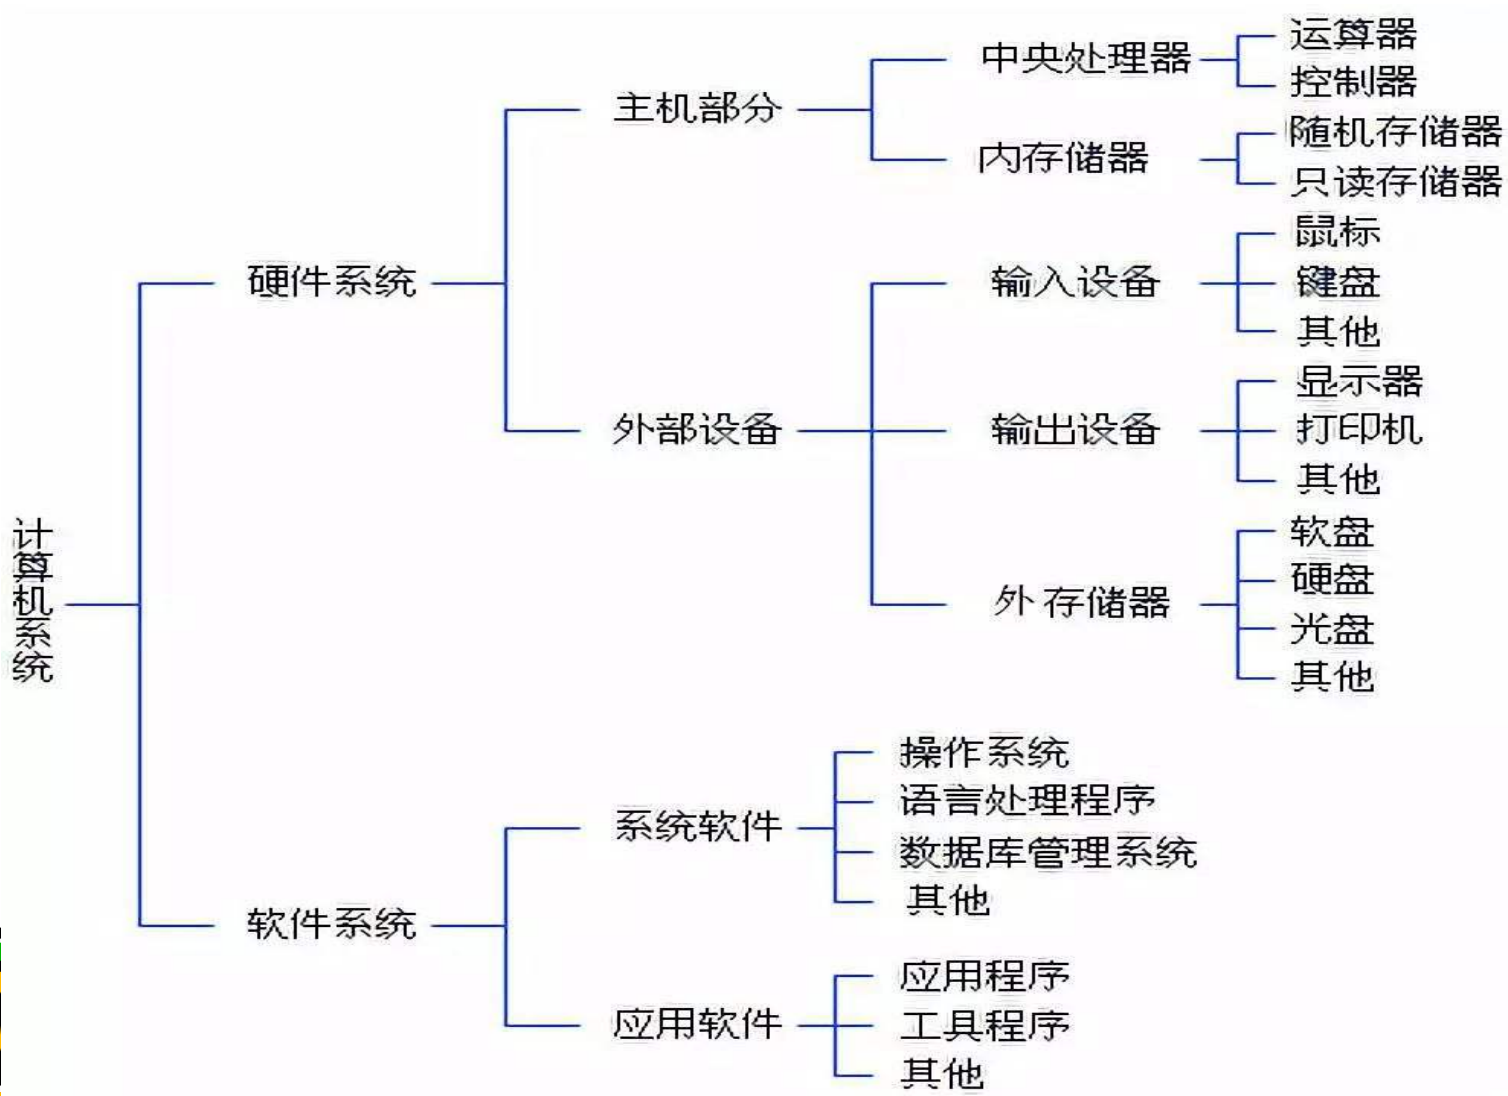 计算机系统
硬件系统
主机部分
中央处理器
运算器
控制器
内存储器
随机存储器
只读存储器
外部设备
输入设备
鼠标
键盘
其他
输出设备
显示器
打印机
其他
外存储器
软盘
硬盘
光盘
其他
软件系统
系统软件
操作系统
语言处理程序
数据库管理系统
其他
应用软件
应用程序
工具程序
其他